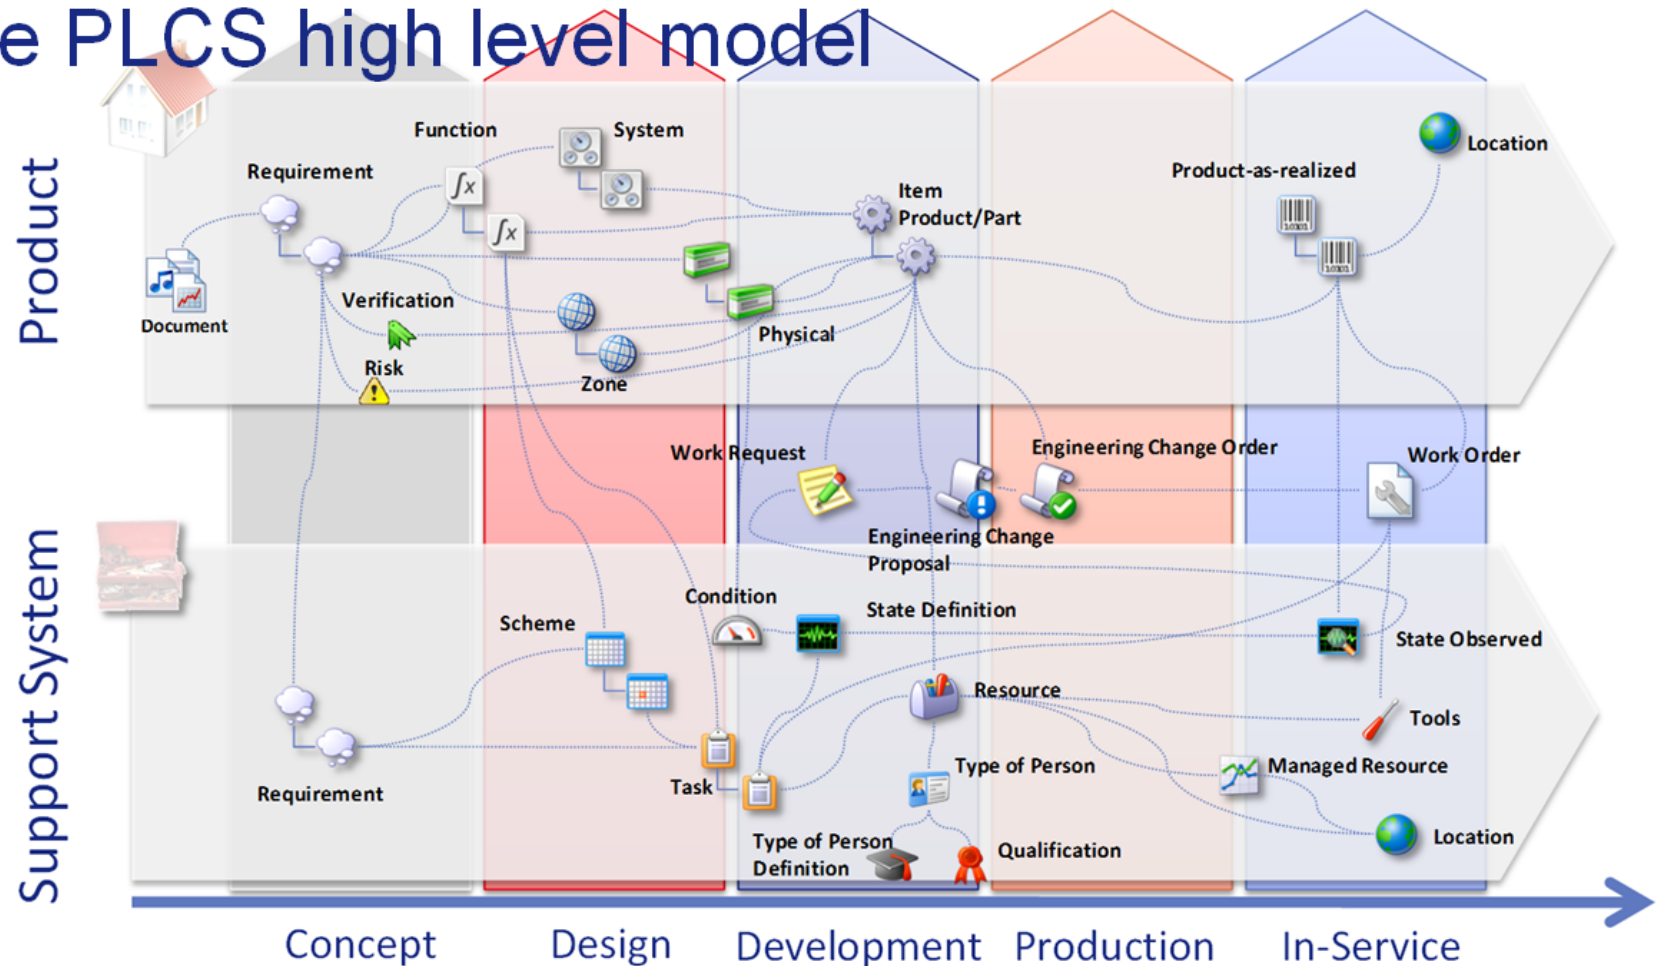 e PLCS high level model
Function
System
Location
Requirement
Product-as-realized
Item
Product/Part
Product
Verification
Document
Physical
Risk
Zone
Work Request
Engineering Change Order
Work Order
Engineering Change
Proposal
Condition
State Definition
Scheme
State Observed
Support System
Resource
Tools
Type of Person
Managed Resource
Task
Requirement
Type of Person
Definition
Qualification
Location
Concept
Design
Development
Production
In-Service